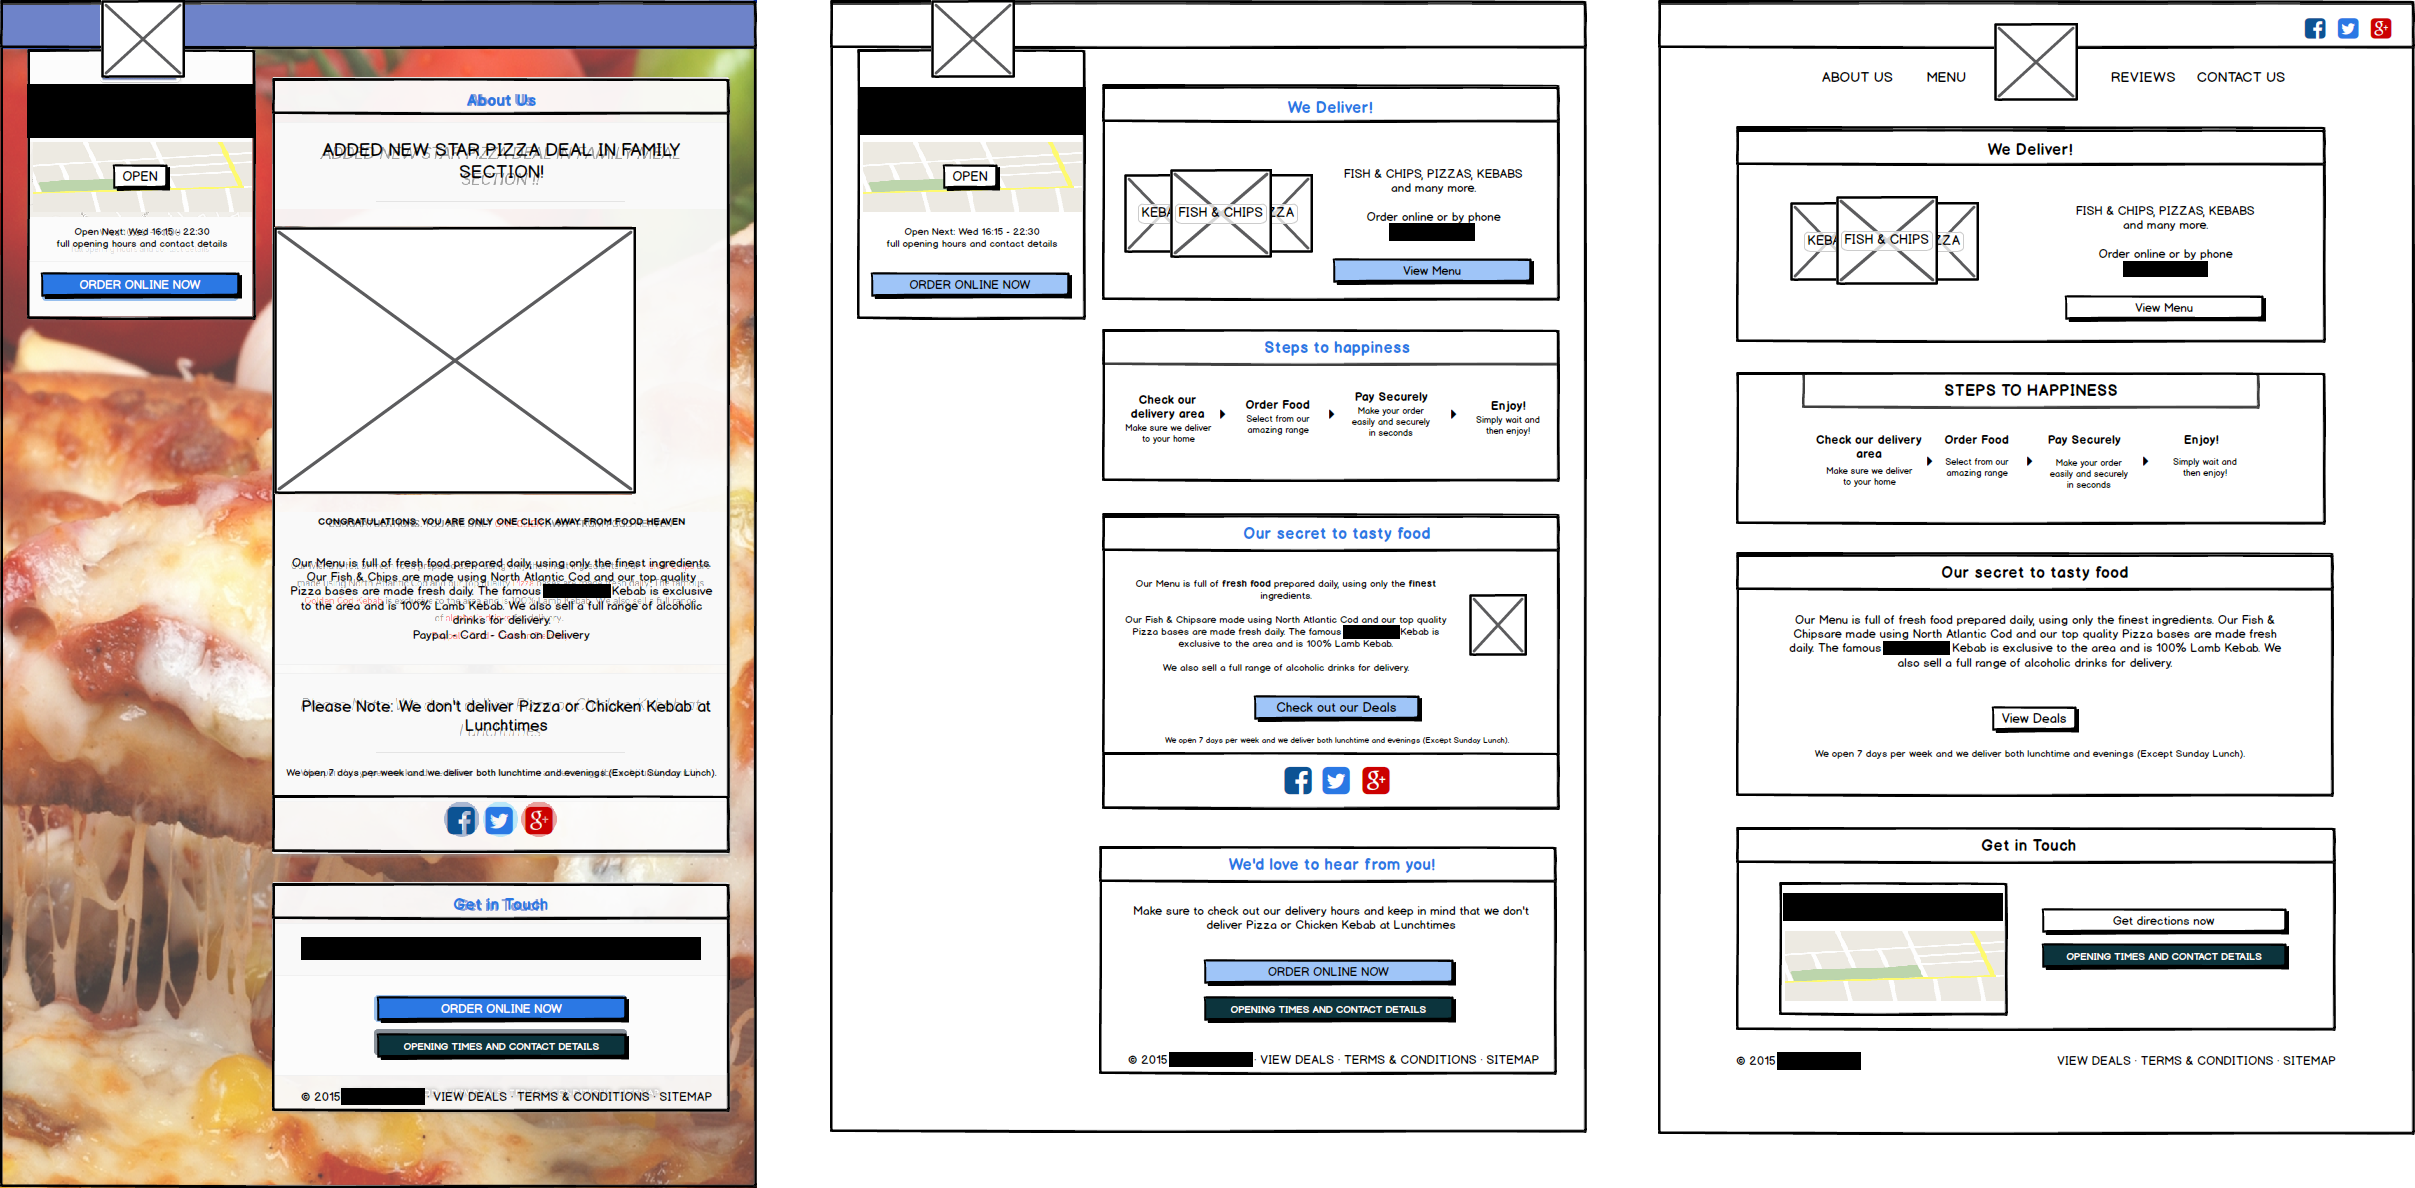 About Us
ADDED NEW STAR PIZZA DEAL IN FAMILY
SECTION!
OPEN
Open Next: Wed 16:15 - 22:30
full opening hours and contact details
ORDER ONLINE NOW
CONGRATULATIONS, YOU ARE ONLY ONE CLICK AWAY FROM FOOD HEAVEN
Our Menu is full of fresh food prepared daily, using only the finest ingredients.
Our Fish & Chips are made using North Atlantic Cod and our top quality
Pizza bases are made fresh daily. The famous Kebab is exclusive
to the area and is 100% Lamb Kebab. We also sell a full range of alcoholic
drinks for delivery.
Paypal - Card - Cash on Delivery
Please Note: We don't deliver Pizza or Chicken Kebab at
Lunchtimes
We open 7 days per week and we deliver both lunchtime and evenings (Except Sunday Lunch).
Get in Touch
ORDER ONLINE NOW
OPENING TIMES AND CONTACT DETAILS
© 2015 · VIEW DEALS · TERMS & CONDITIONS · SITEMAP
OPEN
Open Next: Wed 16:15 - 22:30
full opening hours and contact details
ORDER ONLINE NOW
We Deliver!
KEBA FISH & CHIPS ZZA
FISH & CHIPS, PIZZAS, KEBABS
and many more.
Order online or by phone
View Menu
Steps to happiness
Check our
delivery area
Make sure we deliver
to your home
Order Food
Select from our
amazing range
Pay Securely
Make your order
easily and securely
in seconds
Enjoy!
Simply wait and
then enjoy!
Our secret to tasty food
Our Menu is full of fresh food prepared daily, using only the finest
ingredients.
Our Fish & Chipsare made using North Atlantic Cod and our top quality
Pizza bases are made fresh daily. The famous Kebab is
exclusive to the area and is 100% Lamb Kebab.
We also sell a full range of alcoholic drinks for delivery.
Check out our Deals
We open 7 days per week and we deliver both lunchtime and evenings (Except Sunday Lunch).
We'd love to hear from you!
Make sure to check out our delivery hours and keep in mind that we don't
deliver Pizza or Chicken Kebab at Lunchtimes
ORDER ONLINE NOW
OPENING TIMES AND CONTACT DETAILS
© 2015 · VIEW DEALS · TERMS & CONDITIONS · SITEMAP
ABOUT US MENU REVIEWS CONTACT US
We Deliver!
KEBA FISH & CHIPS ZZA
FISH & CHIPS, PIZZAS, KEBABS
and many more.
Order online or by phone
View Menu
STEPS TO HAPPINESS
Check our delivery
area
Make sure we deliver
to your home
Order Food
Select from our
amazing range
Pay Securely
Make your order
easily and securely
in seconds
Enjoy!
Simply wait and
then enjoy!
Our secret to tasty food
Our Menu is full of fresh food prepared daily, using only the finest ingredients. Our Fish &
Chipsare made using North Atlantic Cod and our top quality Pizza bases are made fresh
daily. The famous Kebab is exclusive to the area and is 100% Lamb Kebab. We
also sell a full range of alcoholic drinks for delivery.
View Deals
We open 7 days per week and we deliver both lunchtime and evenings (Except Sunday Lunch).
Get in Touch
Get directions now
OPENING TIMES AND CONTACT DETAILS
© 2015
VIEW DEALS · TERMS & CONDITIONS · SITEMAP